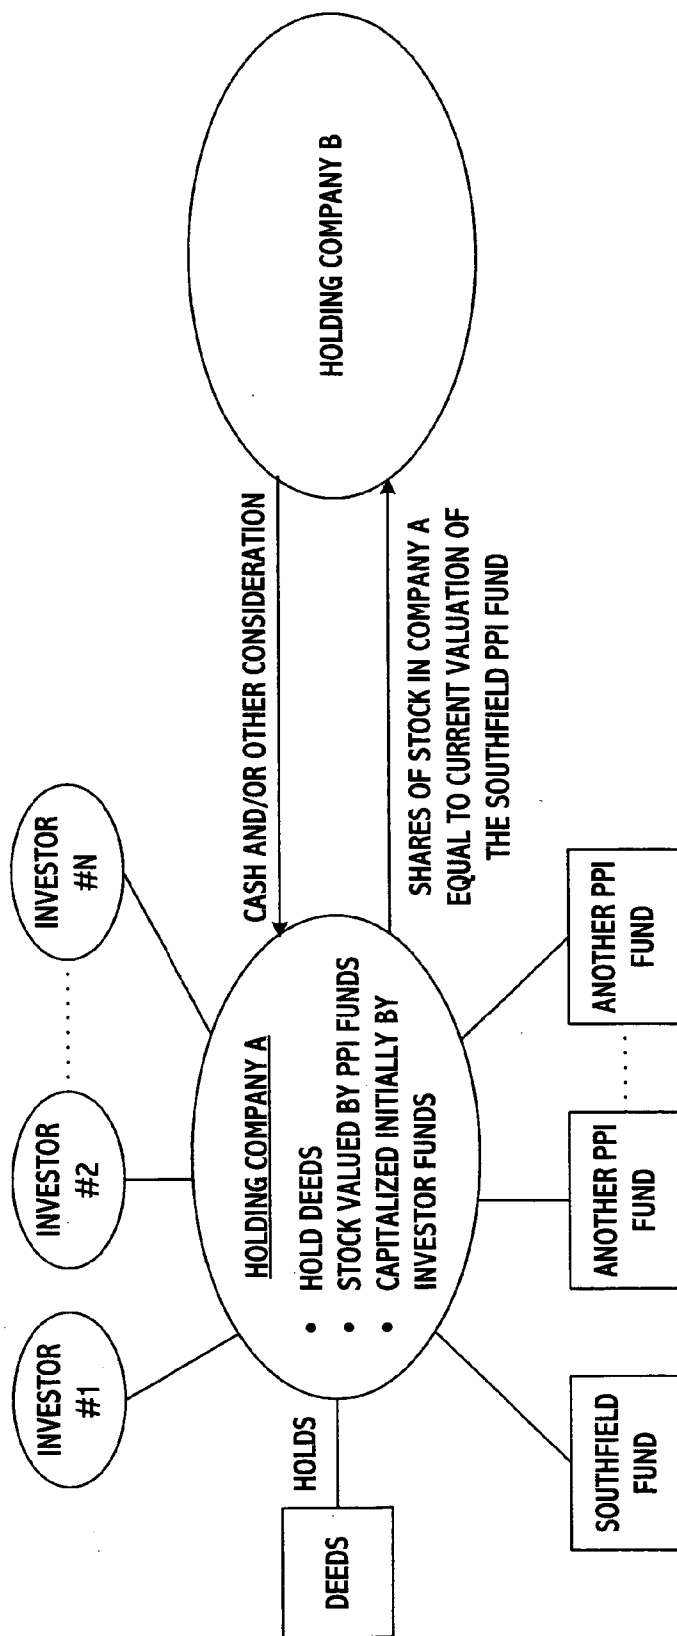 INVESTOR
#1
INVESTOR
#2
INVESTOR
#N
DEEDS
HOLDS
HOLDING COMPANY A
• HOLD DEEDS
• STOCK VALUED BY PPI FUNDS
• CAPITALIZED INITIALLY BY
INVESTOR FUNDS
CASH AND/OR OTHER CONSIDERATION
SHARES OF STOCK IN COMPANY A
EQUAL TO CURRENT VALUATION OF
THE SOUTHFIELD PPI FUND
HOLDING COMPANY B
SOUTHFIELD
FUND
ANOTHER PPI
FUND
ANOTHER PPI
FUND